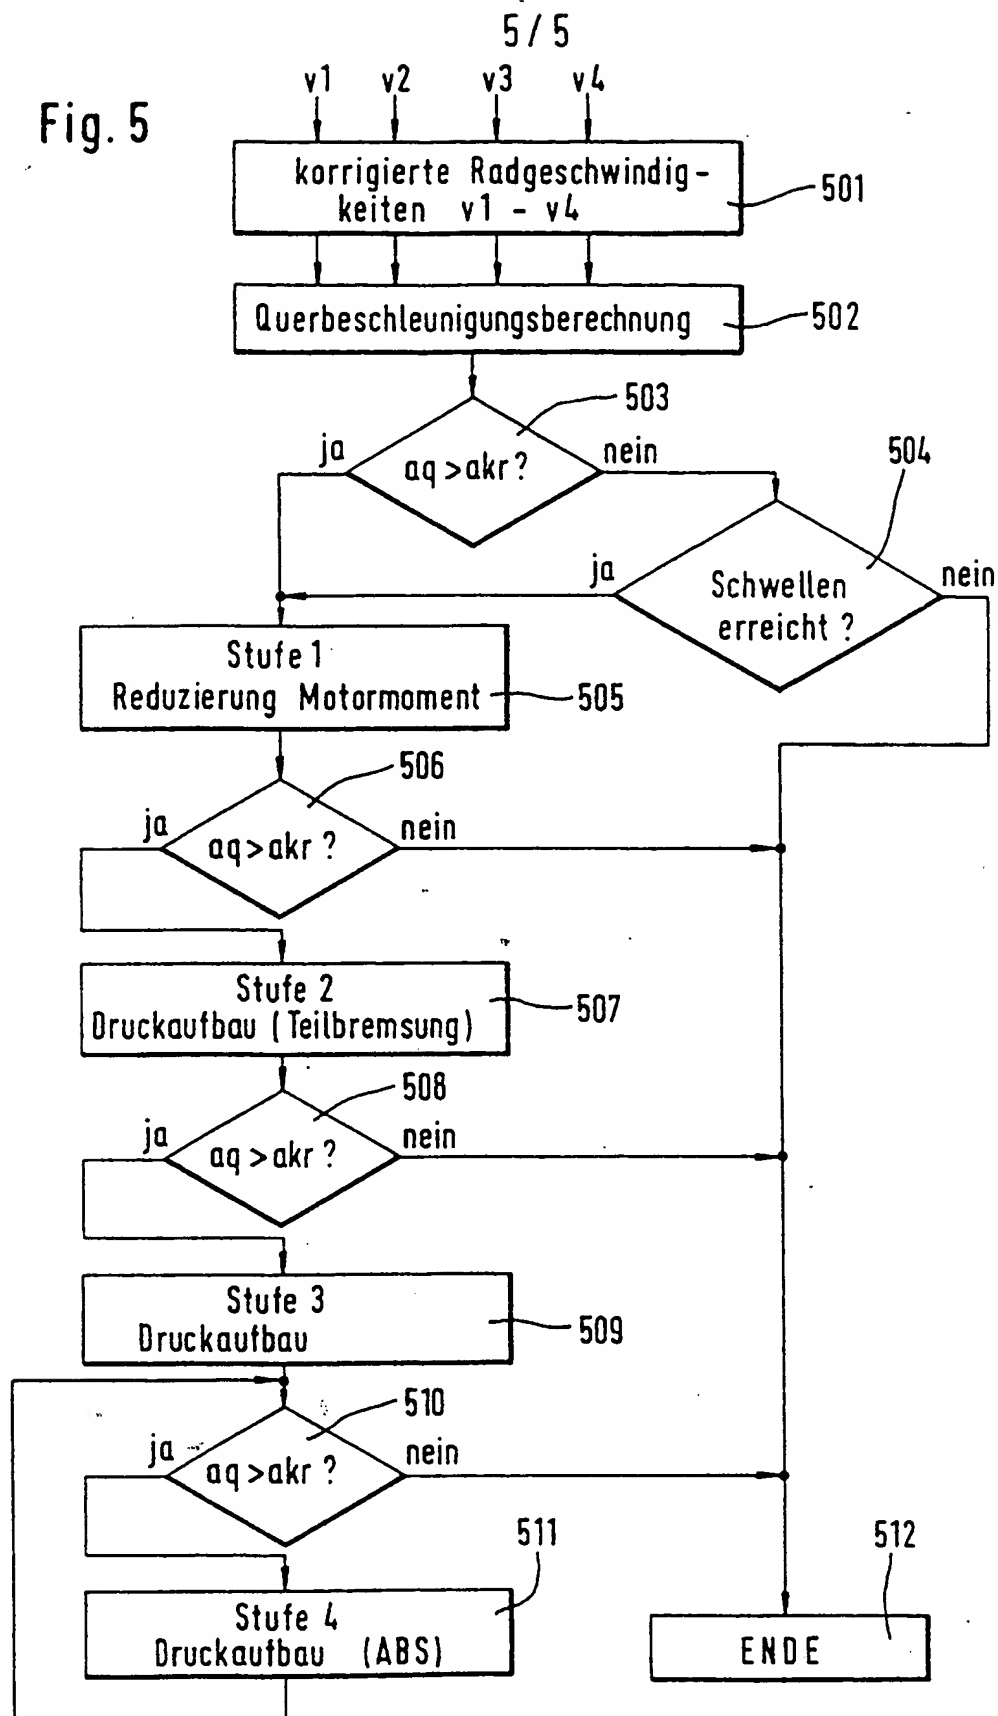 5/5
v1 v2 v3 v4
Fig. 5
korrigierte Radgeschwindig-
keiten v1 - v4
501
Querbeschleunigungsberechnung
502
503
ja
aq > akr ?
nein
504
ja
Schwellen
erreicht ?
nein
Stufe 1
Reduzierung Motormoment
505
506
ja
aq > akr ?
nein
Stufe 2
Druckaufbau (Teilbremsung)
507
508
ja
aq > akr ?
nein
Stufe 3
Druckaufbau
509
510
ja
aq > akr ?
nein
511
Stufe 4
Druckaufbau (ABS)
512
ENDE